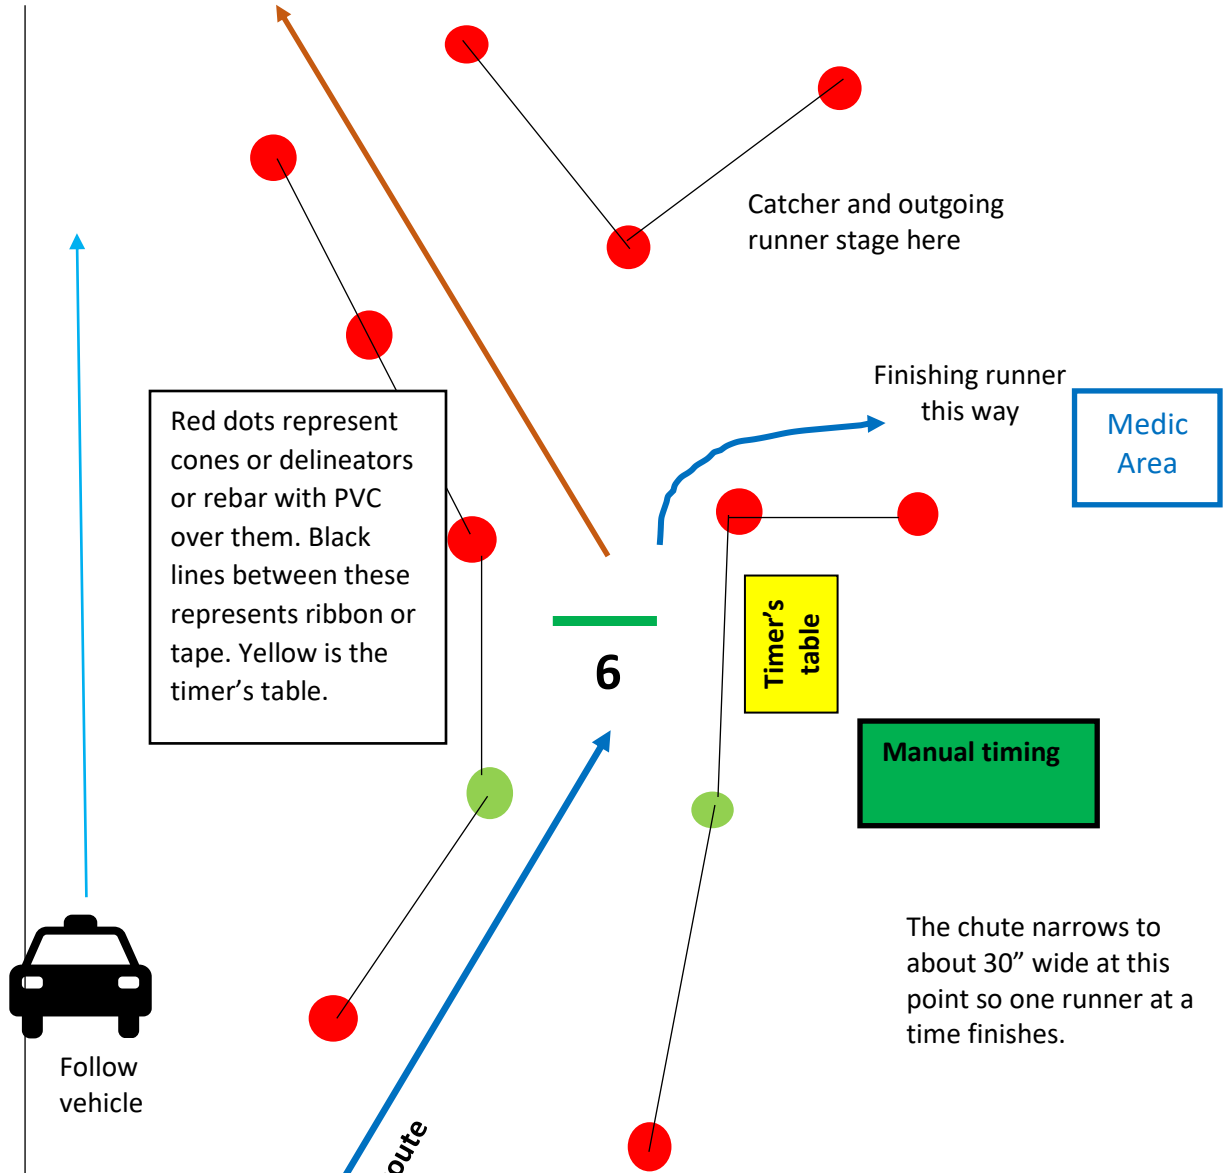 Catcher and outgoing
runner stage here
Finishing runner
this way
Medic
Area
Red dots represent
cones or delineators
or rebar with PVC
over them. Black
lines between these
represents ribbon or
tape. Yellow is the
timer’s table.
Timer’s
table
6
Manual timing
The chute narrows to
about 30” wide at this
point so one runner at a
time finishes.
Follow
vehicle
oute